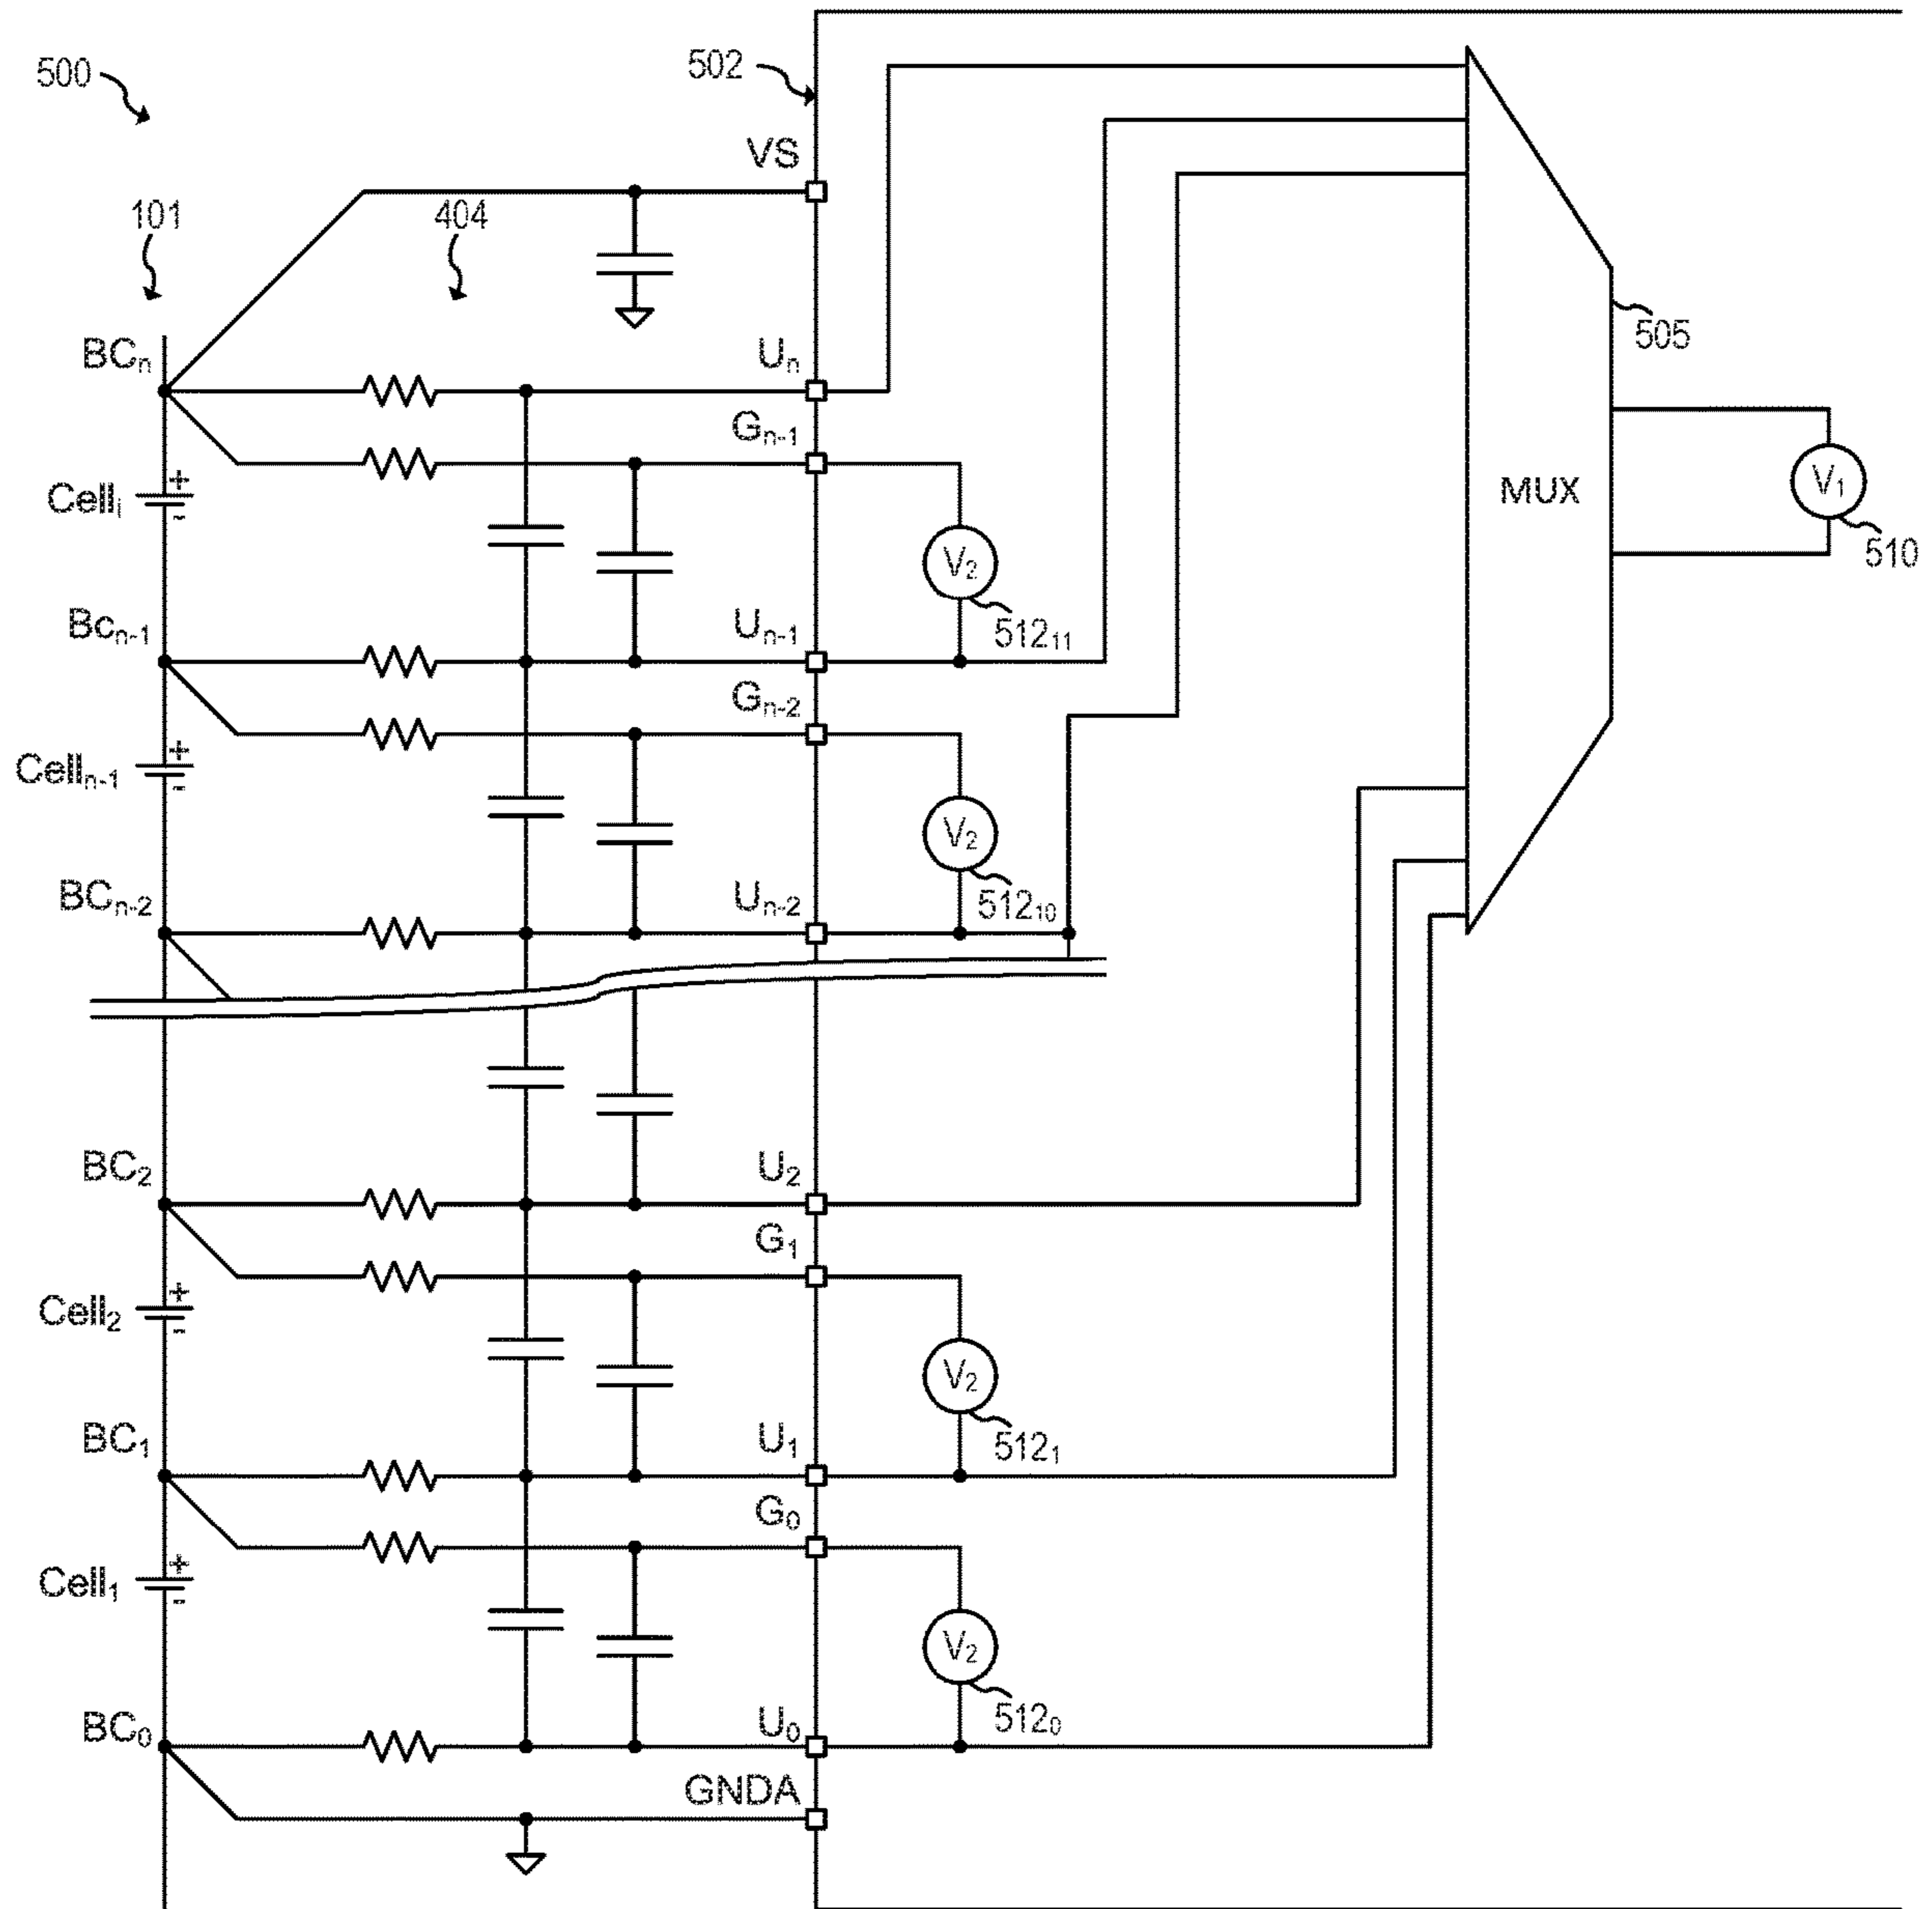 500
502
VS
101
404
BCₙ
Uₙ
505
Gₙ₋₁
Cellᵢ
MUX
V₁
V₂
510
Bcₙ₋₁
Uₙ₋₁
512₁₁
Gₙ₋₂
Cellₙ₋₁
V₂
BCₙ₋₂
Uₙ₋₂
512₁₀
BC₂
U₂
G₁
Cell₂
V₂
BC₁
U₁
512₁
G₀
Cell₁
V₂
BC₀
U₀
512₀
GNDA